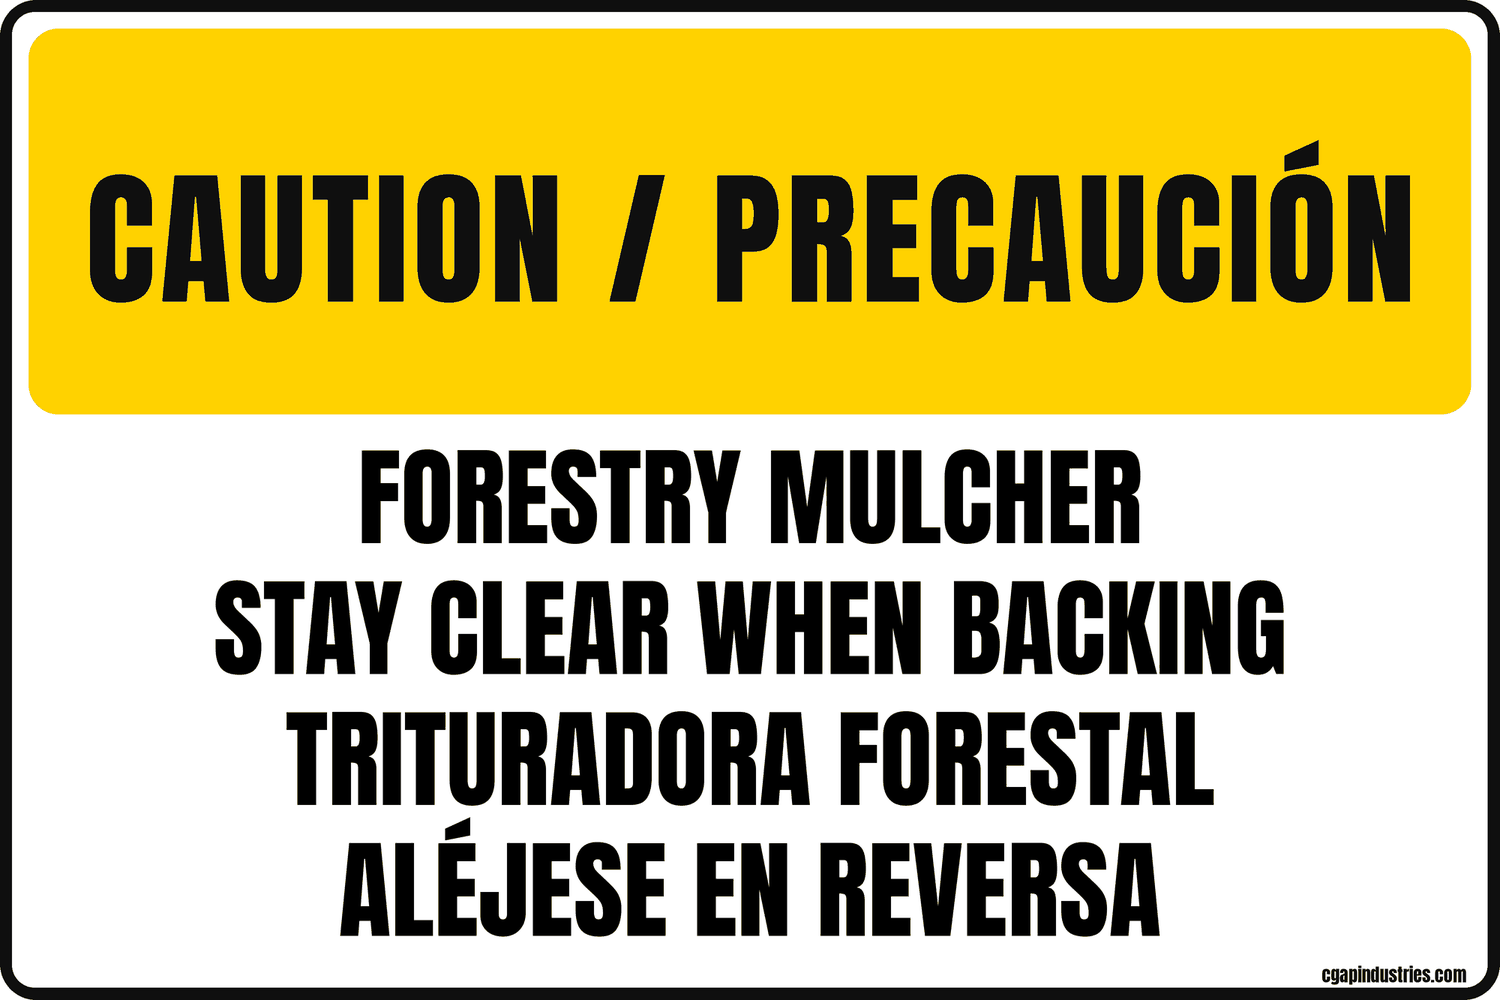 CAUTION / PRECAUCIÓN
FORESTRY MULCHER
STAY CLEAR WHEN BACKING
TRITURADORA FORESTAL
ALÉJESE EN REVERSA
cgapindustries.com